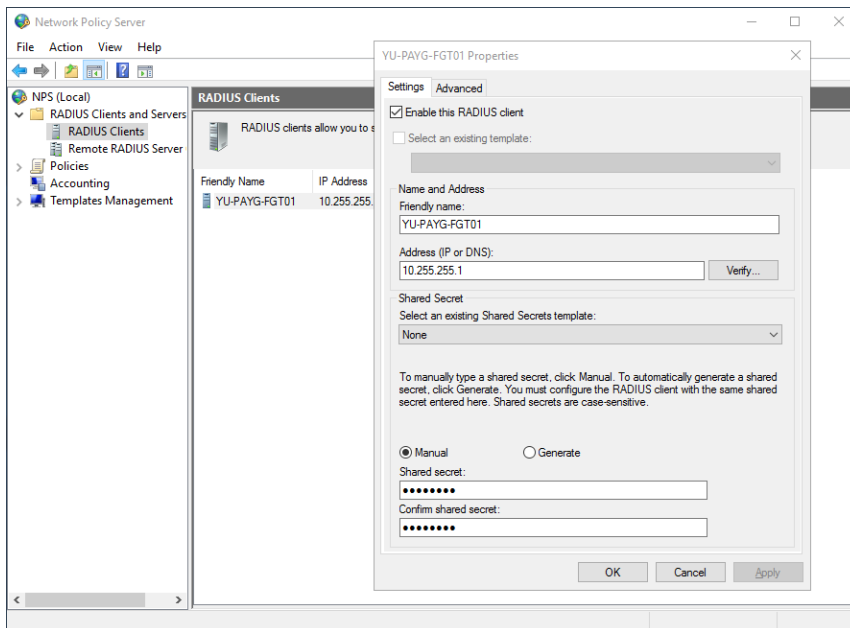 Network Policy Server
File Action View Help
NPS (Local)
RADIUS Clients and Servers
RADIUS Clients
Remote RADIUS Server
Policies
Accounting
Templates Management
RADIUS Clients
RADIUS clients allow you to s
Friendly Name IP Address
YU-PAYG-FGT01 10.255.255.
YU-PAYG-FGT01 Properties
Settings Advanced
Enable this RADIUS client
Select an existing template:
Name and Address
Friendly name:
YU-PAYG-FGT01
Address (IP or DNS):
10.255.255.1
Verify...
Shared Secret
Select an existing Shared Secrets template:
None
To manually type a shared secret, click Manual. To automatically generate a shared
secret, click Generate. You must configure the RADIUS client with the same shared
secret entered here. Shared secrets are case-sensitive.
Manual Generate
Shared secret:
●●●●●●●●
Confirm shared secret:
●●●●●●●●
OK Cancel Apply